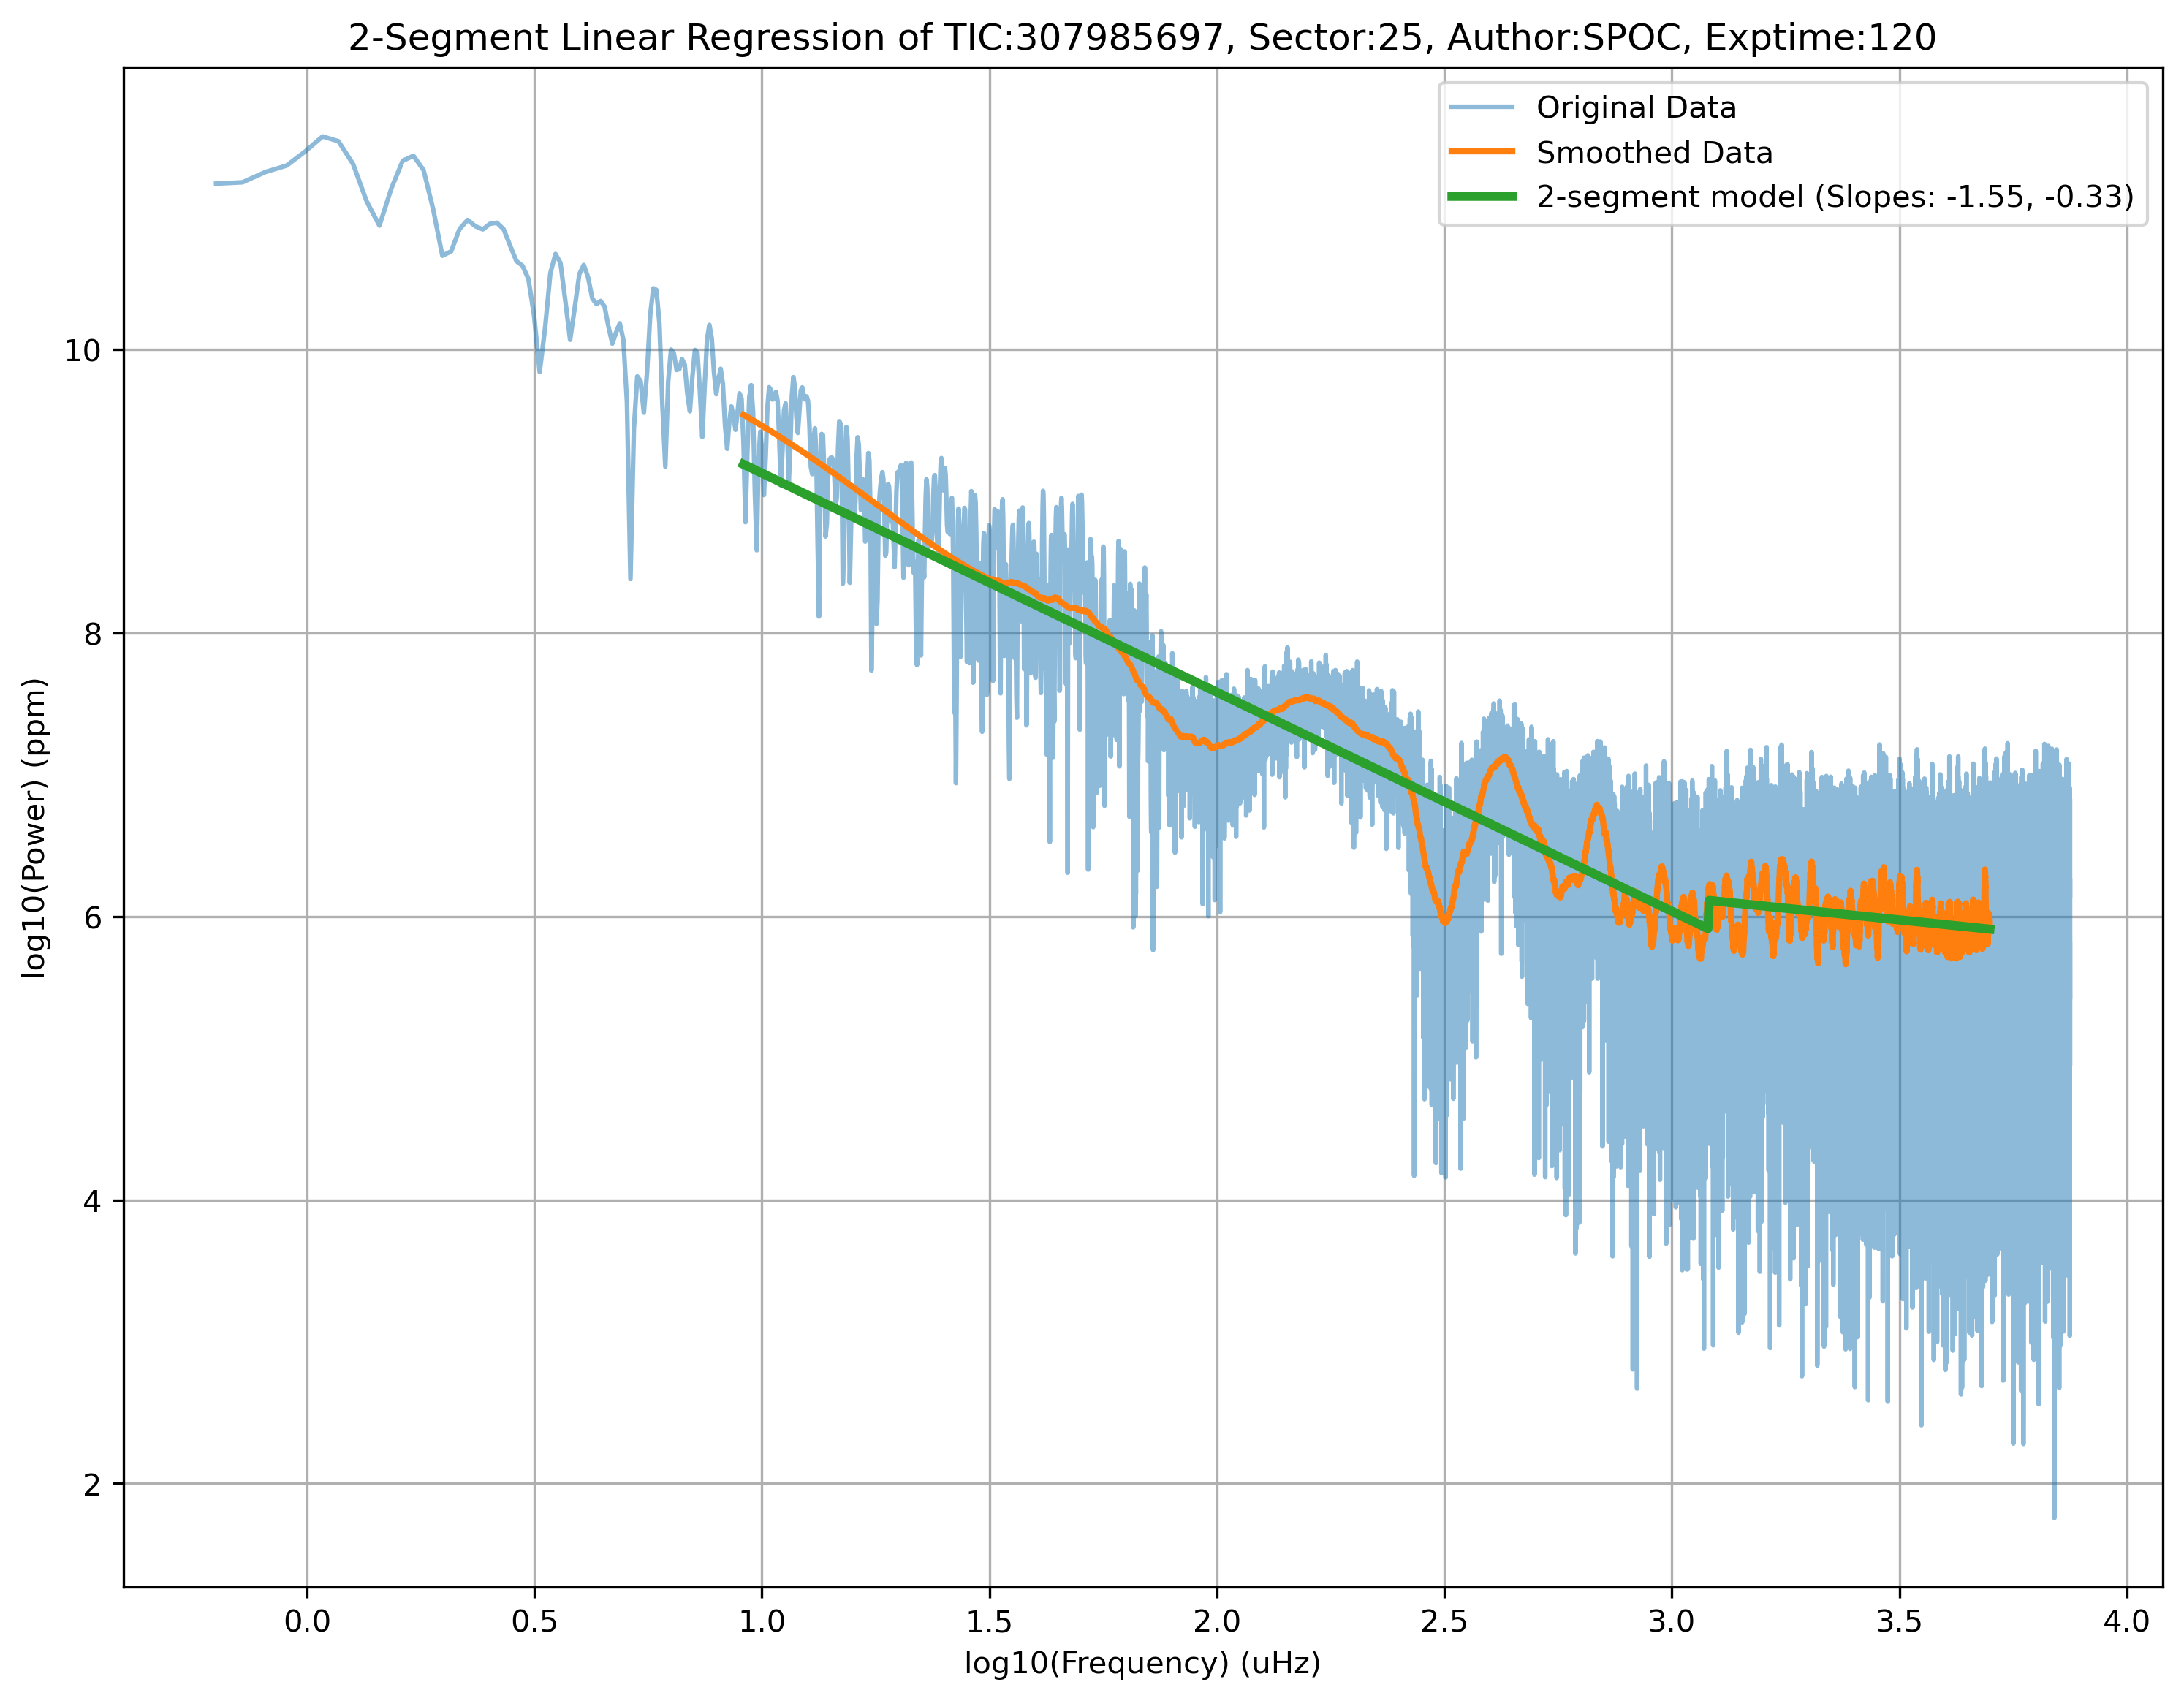 2-Segment Linear Regression of TIC:307985697, Sector:25, Author:SPOC, Exptime:120
Original Data
Smoothed Data
2-segment model (Slopes: -1.55, -0.33)
log10(Power) (ppm)
10
8
6
4
2
0.0 0.5 1.0 1.5 2.0 2.5 3.0 3.5 4.0
log10(Frequency) (uHz)